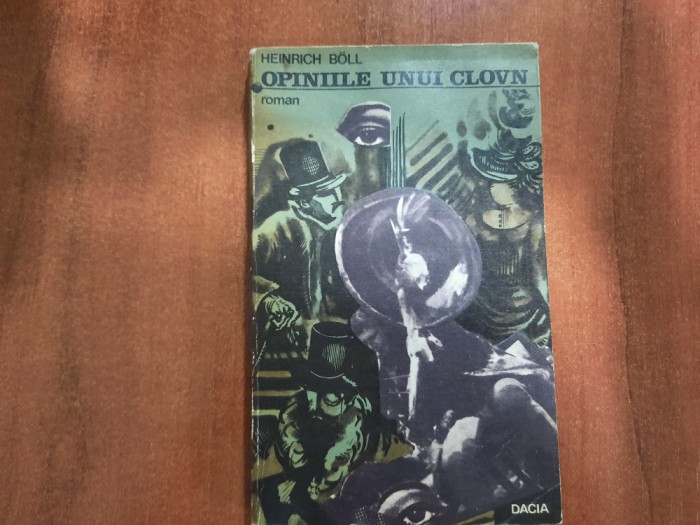 HEINRICH BÖLL
OPINIILE UNUI CLOVN
roman
DACIA